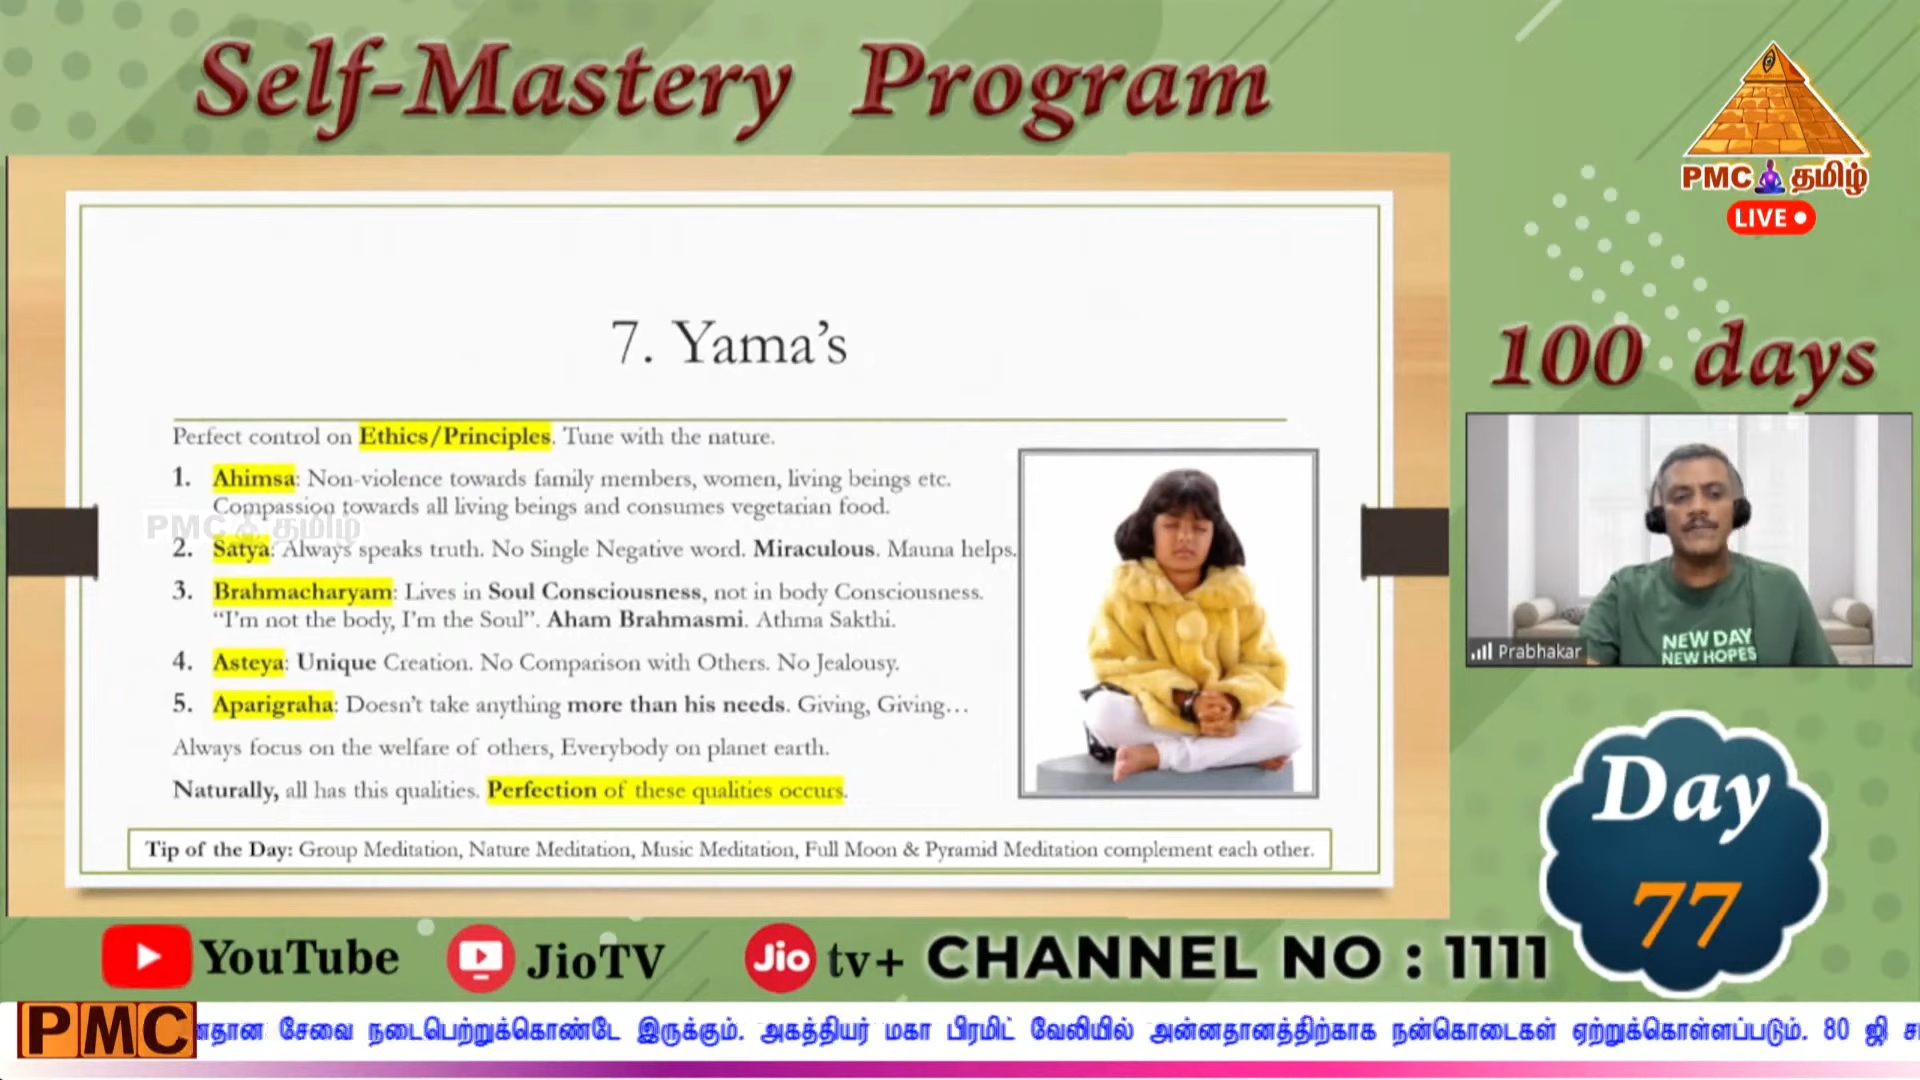 Self-Mastery Program
PMC தமிழ்
LIVE
100 days
7. Yama's
Perfect control on Ethics/Principles. Tune with the nature.
1. Ahimsa: Non-violence towards family members, women, living beings etc.
Compassion towards all living beings and consumes vegetarian food.
PMC தமிழ்
2. Satya: Always speaks truth. No Single Negative word. Miraculous. Mauna helps.
3. Brahmacharyam: Lives in Soul Consciousness, not in body Consciousness.
"I'm not the body, I'm the Soul". Aham Brahmasmi. Athma Sakthi.
4. Asteya: Unique Creation. No Comparison with Others. No Jealousy.
5. Aparigraha: Doesn't take anything more than his needs. Giving, Giving…
Always focus on the welfare of others, Everybody on planet earth.
Naturally, all has this qualities. Perfection of these qualities occurs.
Tip of the Day: Group Meditation, Nature Meditation, Music Meditation, Full Moon & Pyramid Meditation complement each other.
NEW DAY
NEW HOPES
Prabhakar
Day
77
YouTube JioTV Jio tv+ CHANNEL NO : 1111
PMC சேவை நடைபெற்றுக்கொண்டே இருக்கும். அகத்தியர் மகா பிரமிட் வேலியில் அன்னதானத்திற்காக நன்கொடைகள் ஏற்றுக்கொள்ளப்படும். 80 ஜி